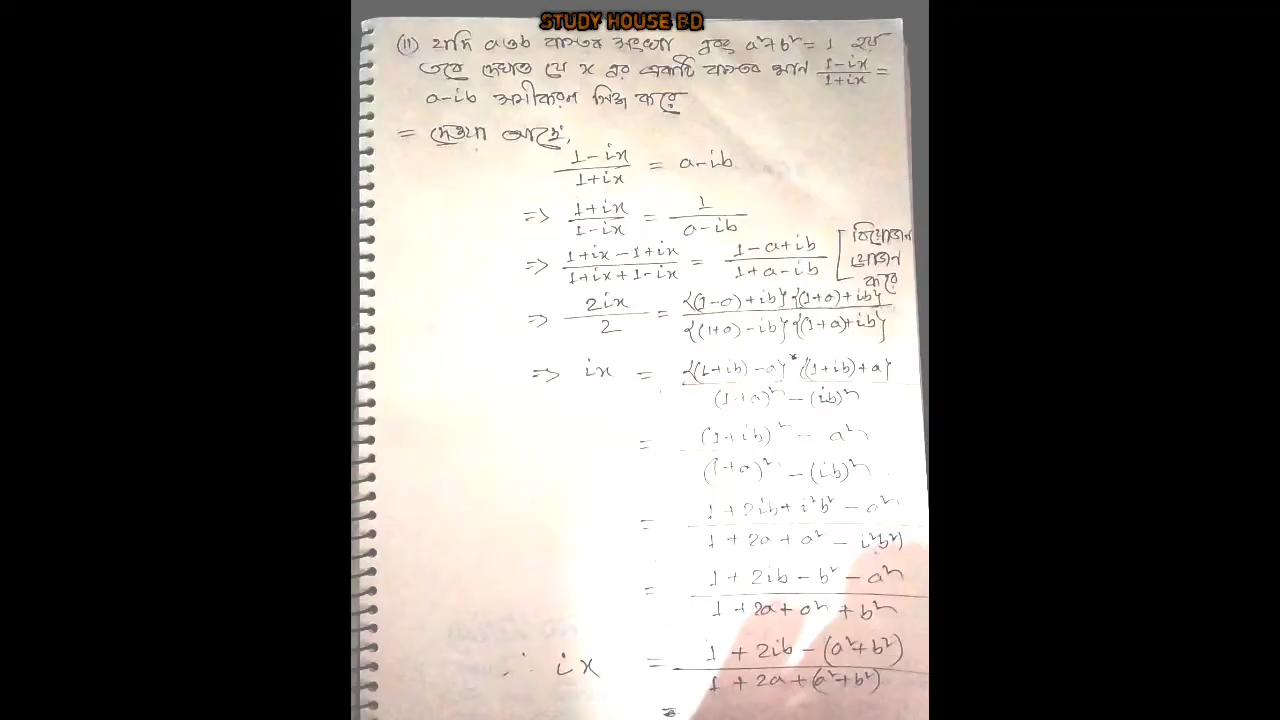 STUDY HOUSE BD
(11) যদি a ও b বাস্তব সংখ্যা এবং a²+b² = 1 হয়
তবে দেখাও যে x এর একটি বাস্তব মান (1-ix)/(1+ix) =
a-ib সমীকরন সিদ্ধ করে
= দেওয়া আছে,
(1-ix)/(1+ix) = a-ib
=> (1+ix)/(1-ix) = 1/(a-ib)
=> (1+ix-1+ix)/(1+ix+1-ix) = (1-a+ib)/(1+a-ib) [বিয়োজন যোজন করে
=> 2ix/2 = {(1-a)+ib}{(1+a)+ib}/{(1+a)-ib}{(1+a)+ib}
=> ix = {(1+ib)-a}{(1+ib)+a}/(1+a)²-(ib)²
= (1+ib)²-a²/(1+a)²-(ib)²
= 1+2ib+i²b²-a²/1+2a+a²-i²b²
= 1+2ib-b²-a²/1+2a+a²+b²
∴ ix = 1+2ib-(a²+b²)/1+2a+(a²+b²)